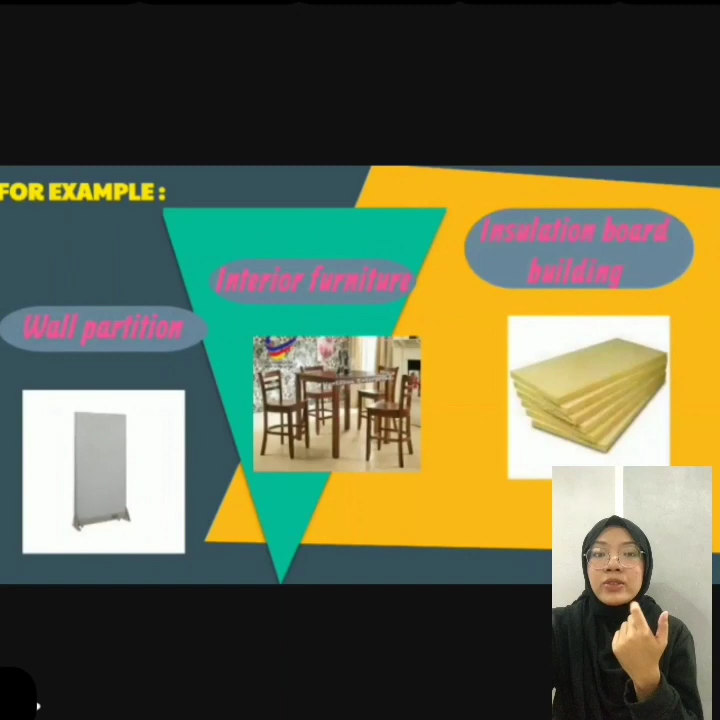 FOR EXAMPLE :
Wall partition
Interior furniture
Insulation board
building